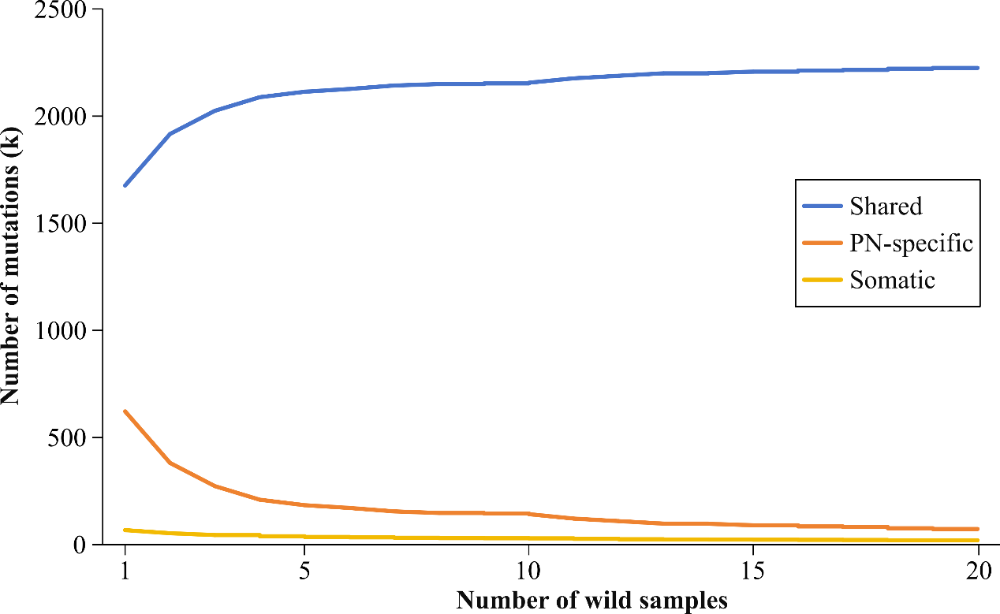 2500
2000
1500
1000
500
0
Number of mutations (k)
Shared
PN-specific
Somatic
1 5 10 15 20
Number of wild samples